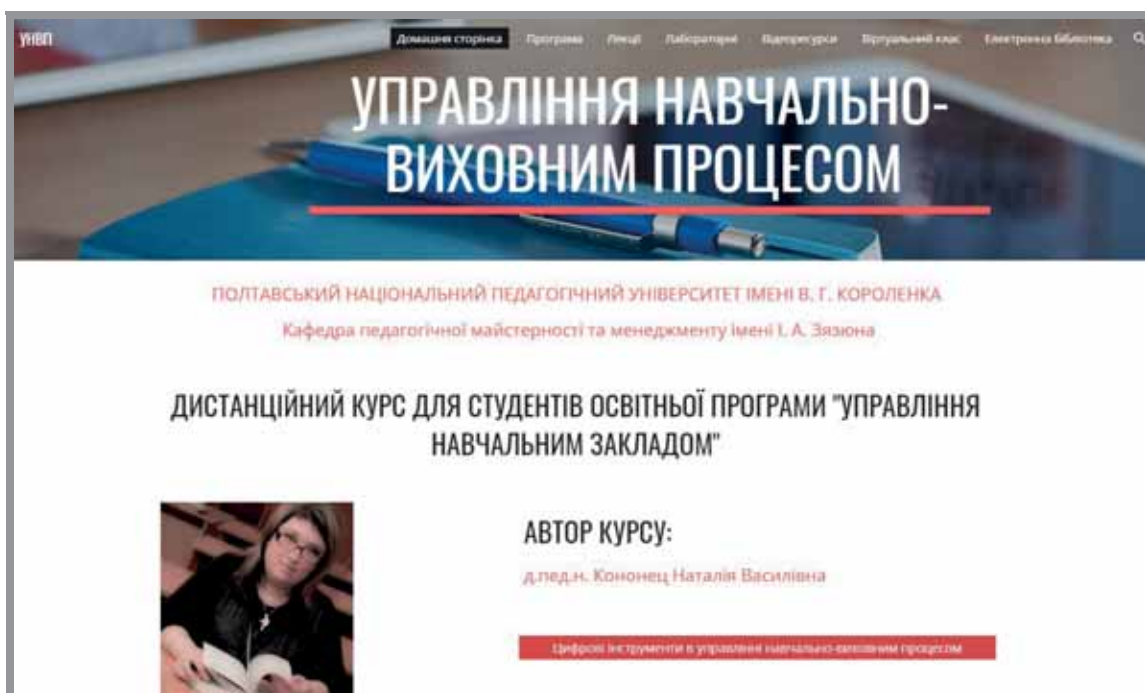 УНВП
Домашня сторінка Програма Лекції Лабораторні Відеоресурси Віртуальний клас Електронна бібліотека
УПРАВЛІННЯ НАВЧАЛЬНО-
ВИХОВНИМ ПРОЦЕСОМ
ПОЛТАВСЬКИЙ НАЦІОНАЛЬНИЙ ПЕДАГОГІЧНИЙ УНІВЕРСИТЕТ ІМЕНІ В. Г. КОРОЛЕНКА
Кафедра педагогічної майстерності та менеджменту імені І. А. Зязюна
ДИСТАНЦІЙНИЙ КУРС ДЛЯ СТУДЕНТІВ ОСВІТНЬОЇ ПРОГРАМИ "УПРАВЛІННЯ
НАВЧАЛЬНИМ ЗАКЛАДОМ"
АВТОР КУРСУ:
д.пед.н. Кононец Наталія Василівна
Цифрові інструменти в управлінні навчально-виховним процесом